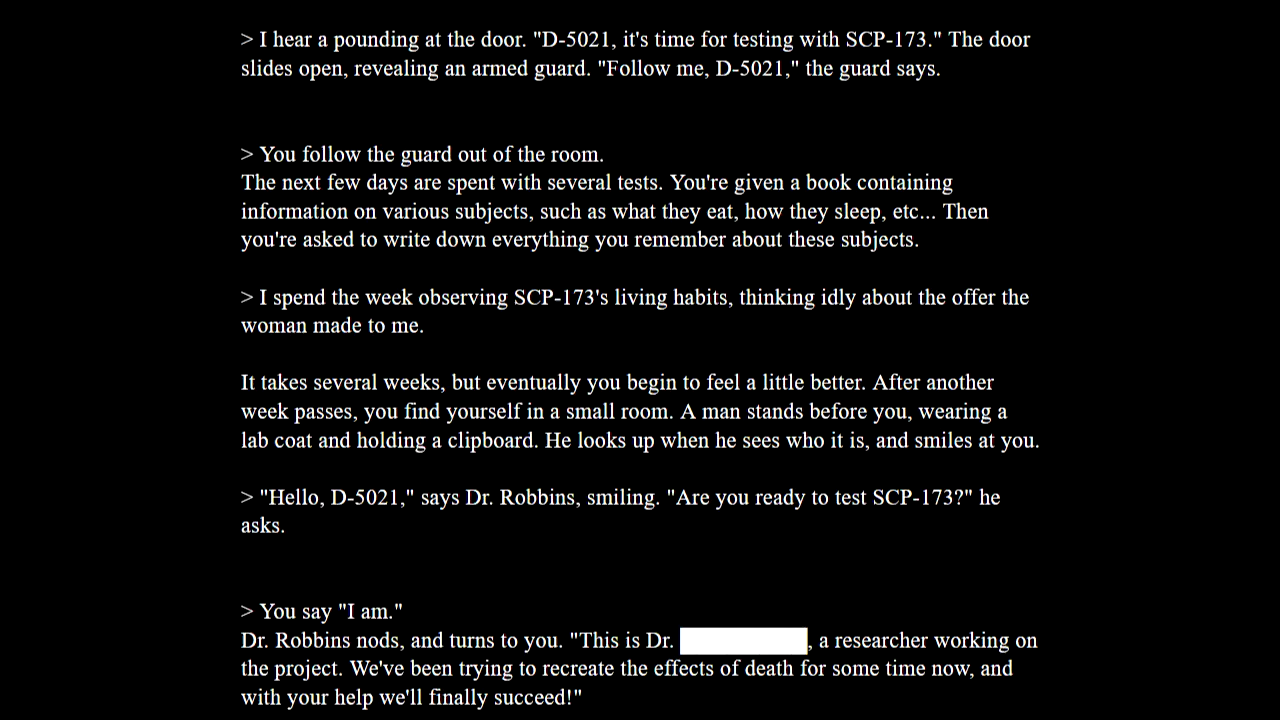 > I hear a pounding at the door. "D-5021, it's time for testing with SCP-173." The door
slides open, revealing an armed guard. "Follow me, D-5021," the guard says.
> You follow the guard out of the room.
The next few days are spent with several tests. You're given a book containing
information on various subjects, such as what they eat, how they sleep, etc... Then
you're asked to write down everything you remember about these subjects.
> I spend the week observing SCP-173's living habits, thinking idly about the offer the
woman made to me.
It takes several weeks, but eventually you begin to feel a little better. After another
week passes, you find yourself in a small room. A man stands before you, wearing a
lab coat and holding a clipboard. He looks up when he sees who it is, and smiles at you.
> "Hello, D-5021," says Dr. Robbins, smiling. "Are you ready to test SCP-173?" he
asks.
> You say "I am."
Dr. Robbins nods, and turns to you. "This is Dr. , a researcher working on
the project. We've been trying to recreate the effects of death for some time now, and
with your help we'll finally succeed!"